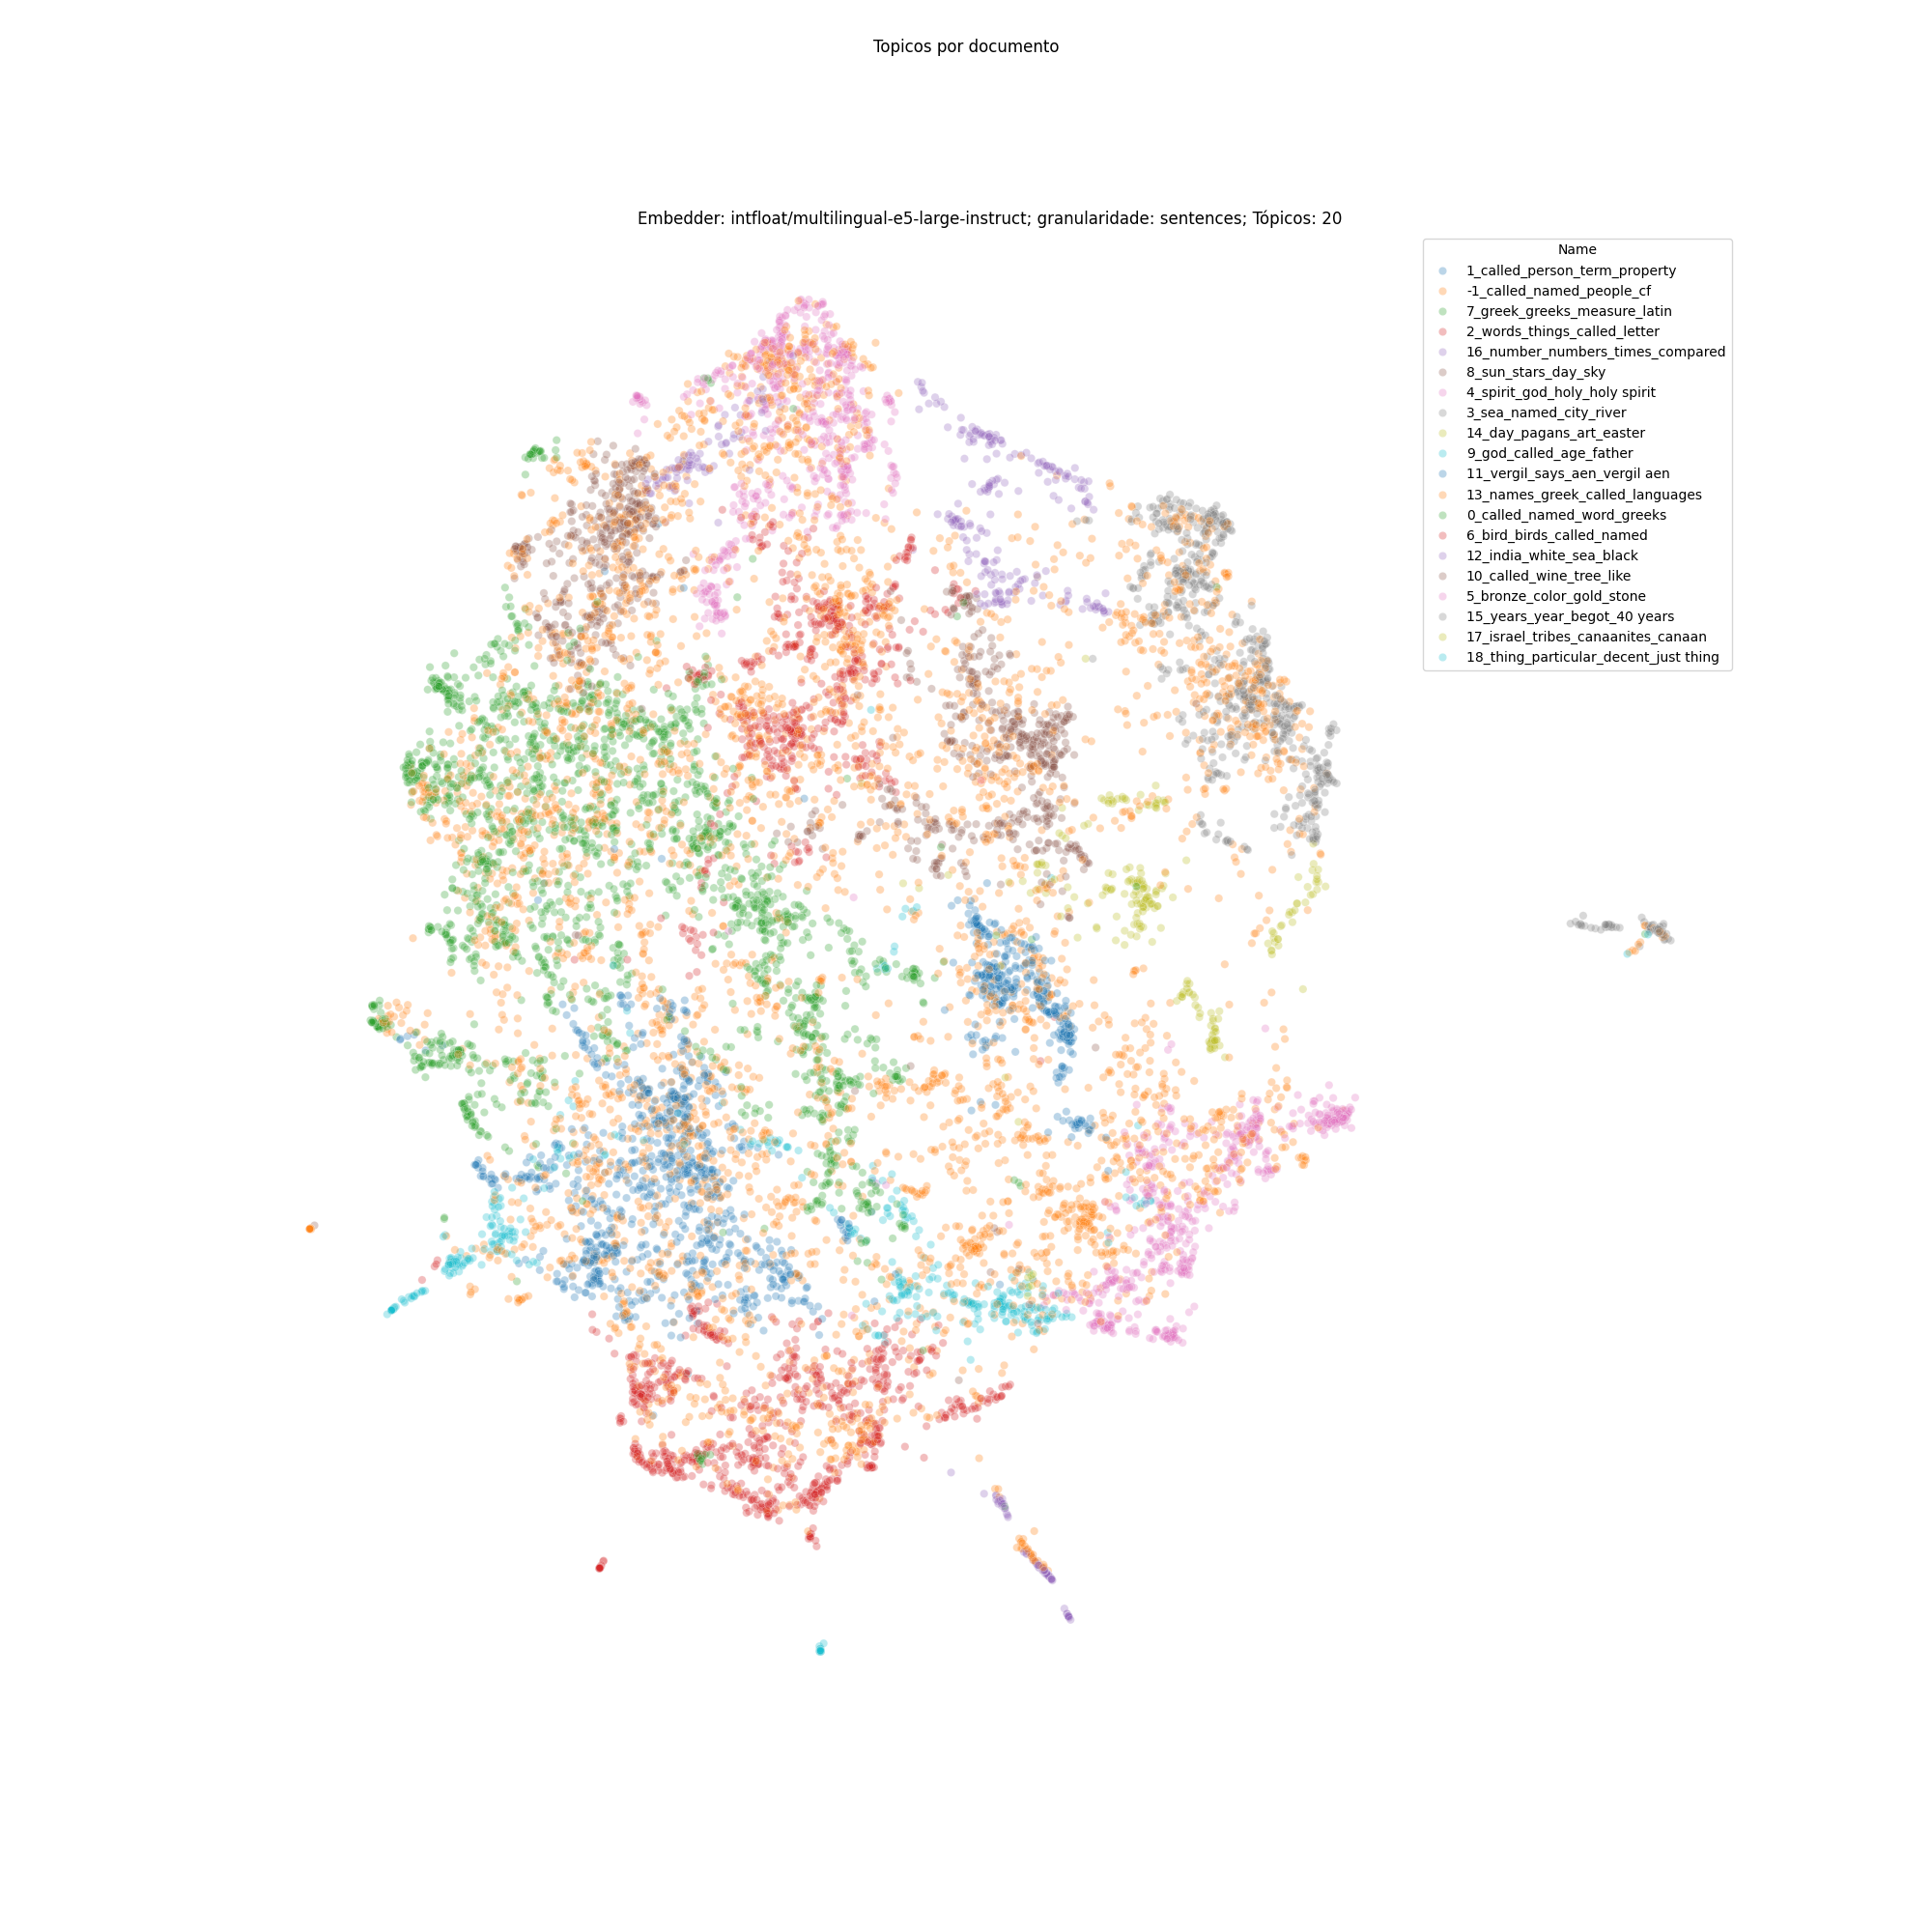 Topicos por documento
Embedder: intfloat/multilingual-e5-large-instruct; granularidade: sentences; Tópicos: 20
Name
1_called_person_term_property
-1_called_named_people_cf
7_greek_greeks_measure_latin
2_words_things_called_letter
16_number_numbers_times_compared
8_sun_stars_day_sky
4_spirit_god_holy_holy spirit
3_sea_named_city_river
14_day_pagans_art_easter
9_god_called_age_father
11_vergil_says_aen_vergil aen
13_names_greek_called_languages
0_called_named_word_greeks
6_bird_birds_called_named
12_india_white_sea_black
10_called_wine_tree_like
5_bronze_color_gold_stone
15_years_year_begot_40 years
17_israel_tribes_canaanites_canaan
18_thing_particular_decent_just thing